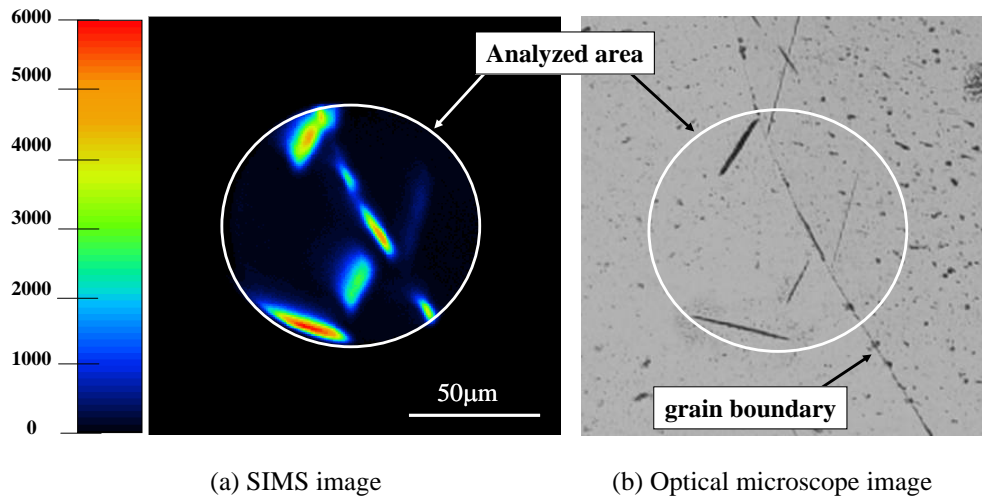 6000
5000
4000
3000
2000
1000
0
Analyzed area
50μm
grain boundary
(a) SIMS image
(b) Optical microscope image